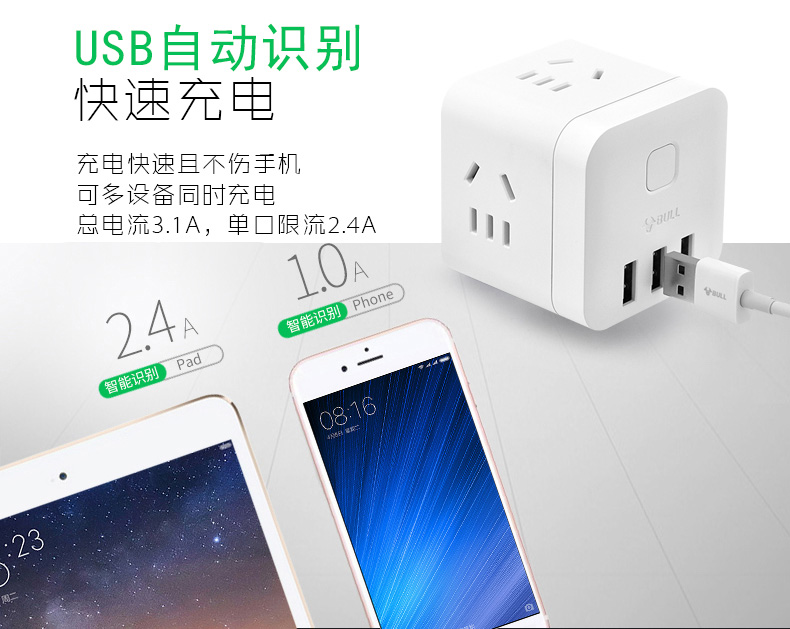 USB自动识别
快速充电
充电快速且不伤手机
可多设备同时充电
总电流3.1A，单口限流2.4A
1.0A
智能识别 Phone
2.4A
智能识别 Pad
BULL
BULL
08:16
:23
周二